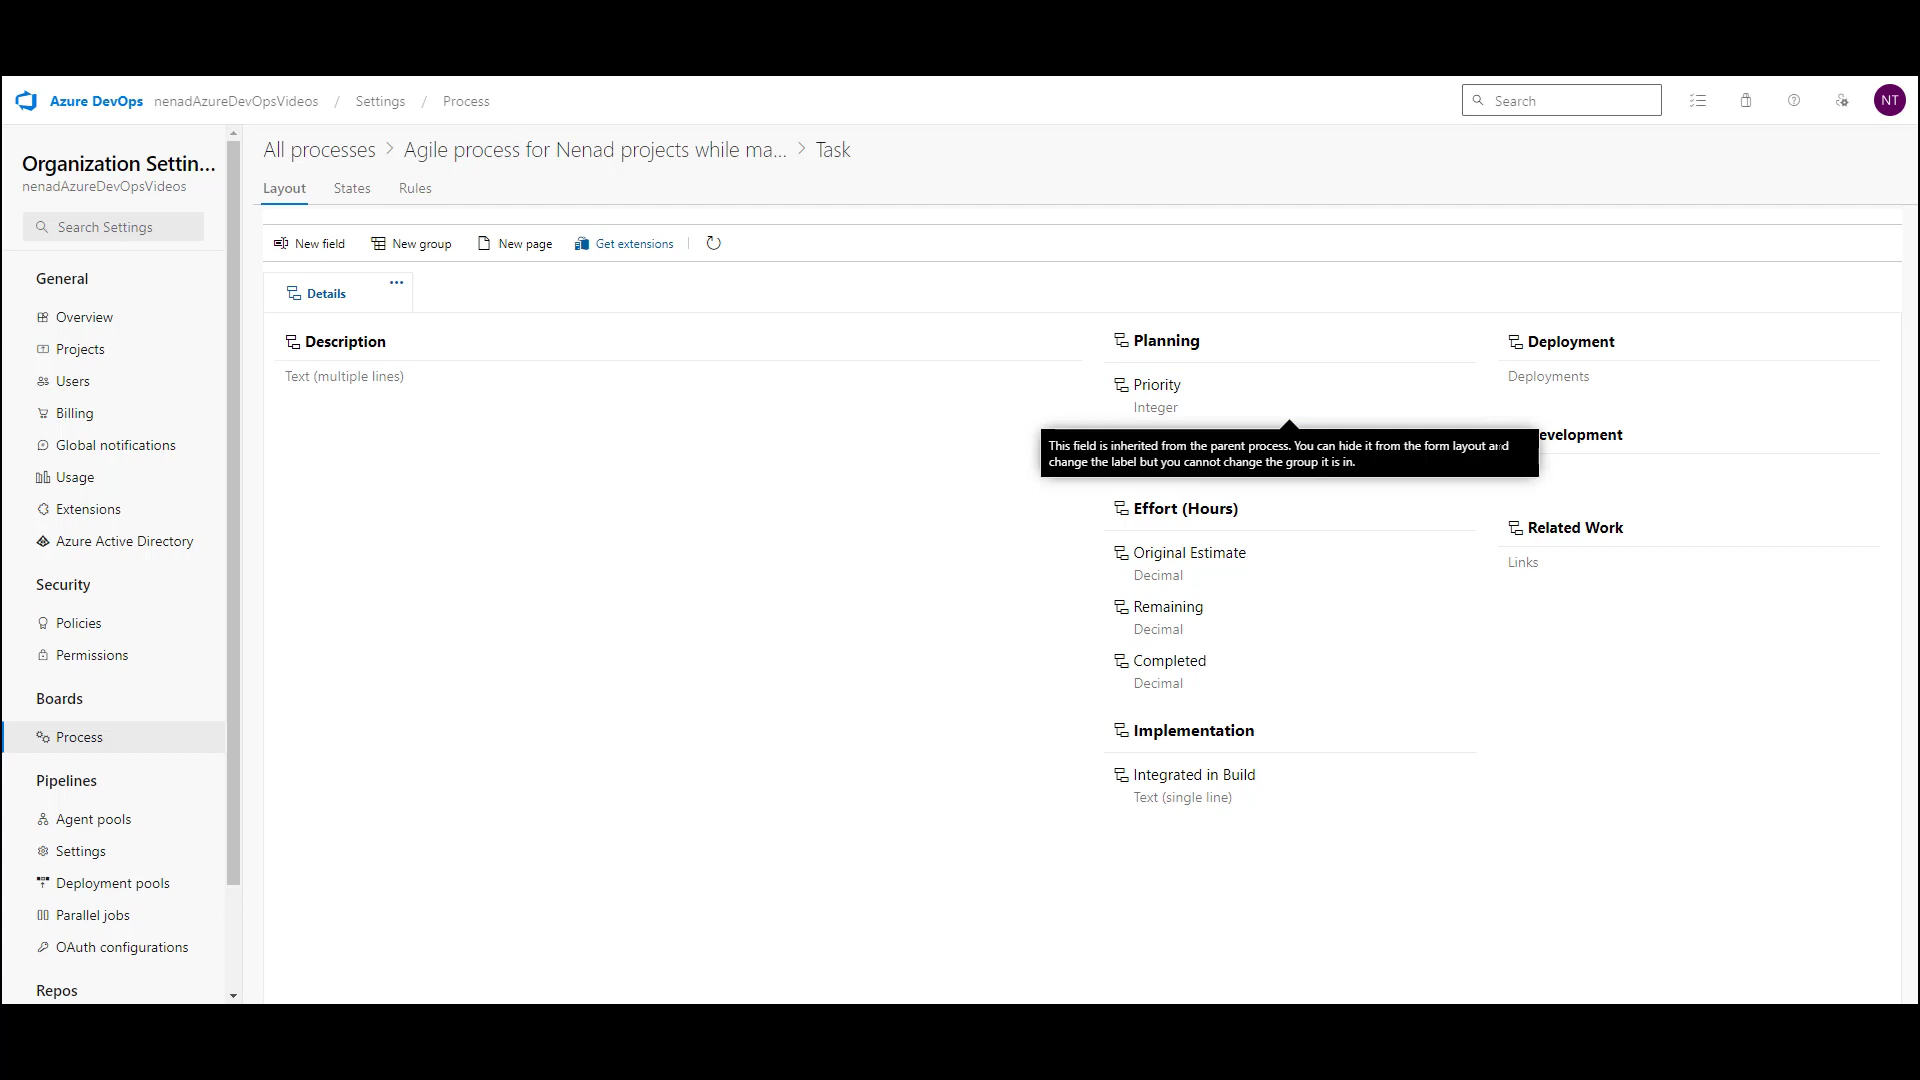 Azure DevOps nenadAzureDevOpsVideos / Settings / Process
Search
NT
Organization Settin...
nenadAzureDevOpsVideos
Search Settings
General
Overview
Projects
Users
Billing
Global notifications
Usage
Extensions
Azure Active Directory
Security
Policies
Permissions
Boards
Process
Pipelines
Agent pools
Settings
Deployment pools
Parallel jobs
OAuth configurations
Repos
All processes > Agile process for Nenad projects while ma... > Task
Layout States Rules
New field New group New page Get extensions
Details ...
Description
Text (multiple lines)
Planning
Priority
Integer
This field is inherited from the parent process. You can hide it from the form layout and
change the label but you cannot change the group it is in.
Effort (Hours)
Original Estimate
Decimal
Remaining
Decimal
Completed
Decimal
Implementation
Integrated in Build
Text (single line)
Deployment
Deployments
evelopment
Related Work
Links